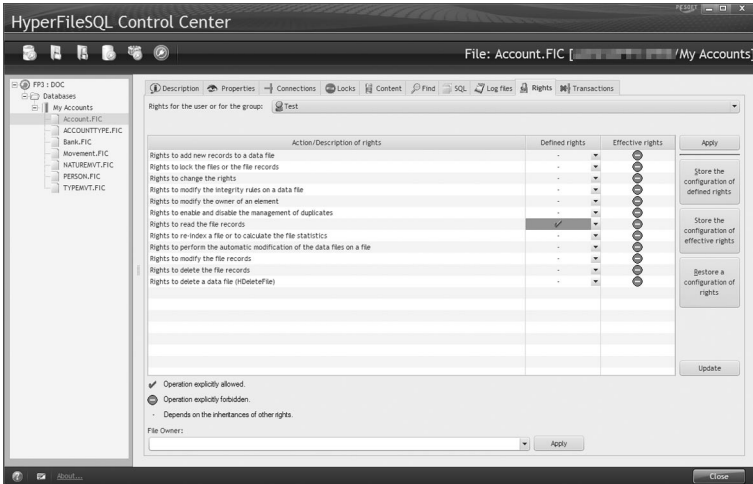 PCSOFT
HyperFileSQL Control Center
File: Account.FIC [ /My Accounts]
FP3 : DOC
Databases
My Accounts
Account.FIC
ACCOUNTTYPE.FIC
Bank.FIC
Movement.FIC
NATUREMVT.FIC
PERSON.FIC
TYPEMVT.FIC
Description Properties Connections Locks Content Find SQL Log files Rights Transactions
Rights for the user or for the group: Test
Action/Description of rights Defined rights Effective rights
Rights to add new records to a data file -
Rights to lock the files or the file records -
Rights to change the rights -
Rights to modify the integrity rules on a data file -
Rights to modify the owner of an element -
Rights to enable and disable the management of duplicates -
Rights to read the file records ✓
Rights to re-index a file or to calculate the file statistics -
Rights to perform the automatic modification of the data files on a file -
Rights to modify the file records -
Rights to delete the file records -
Rights to delete a data file (HDeleteFile) -
Apply
Store the
configuration of
defined rights
Store the
configuration of
effective rights
Restore a
configuration of
rights
Update
Operation explicitly allowed.
Operation explicitly forbidden.
- Depends on the inheritances of other rights.
File Owner:
Apply
About...
Close